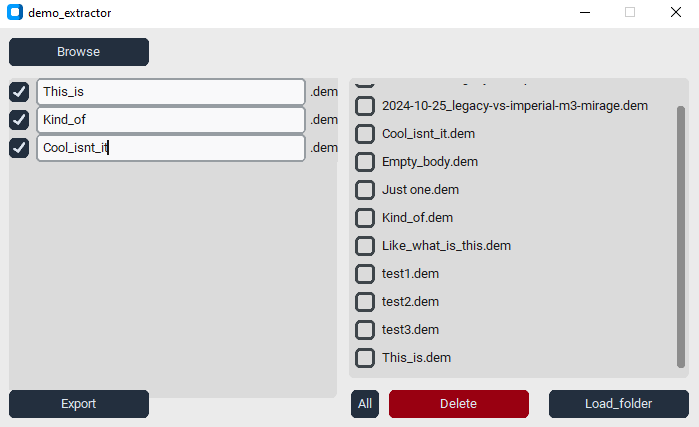 demo_extractor
Browse
This_is .dem
Kind_of .dem
Cool_isnt_it .dem
2024-10-25_legacy-vs-imperial-m3-mirage.dem
Cool_isnt_it.dem
Empty_body.dem
Just one.dem
Kind_of.dem
Like_what_is_this.dem
test1.dem
test2.dem
test3.dem
This_is.dem
Export
All
Delete
Load_folder